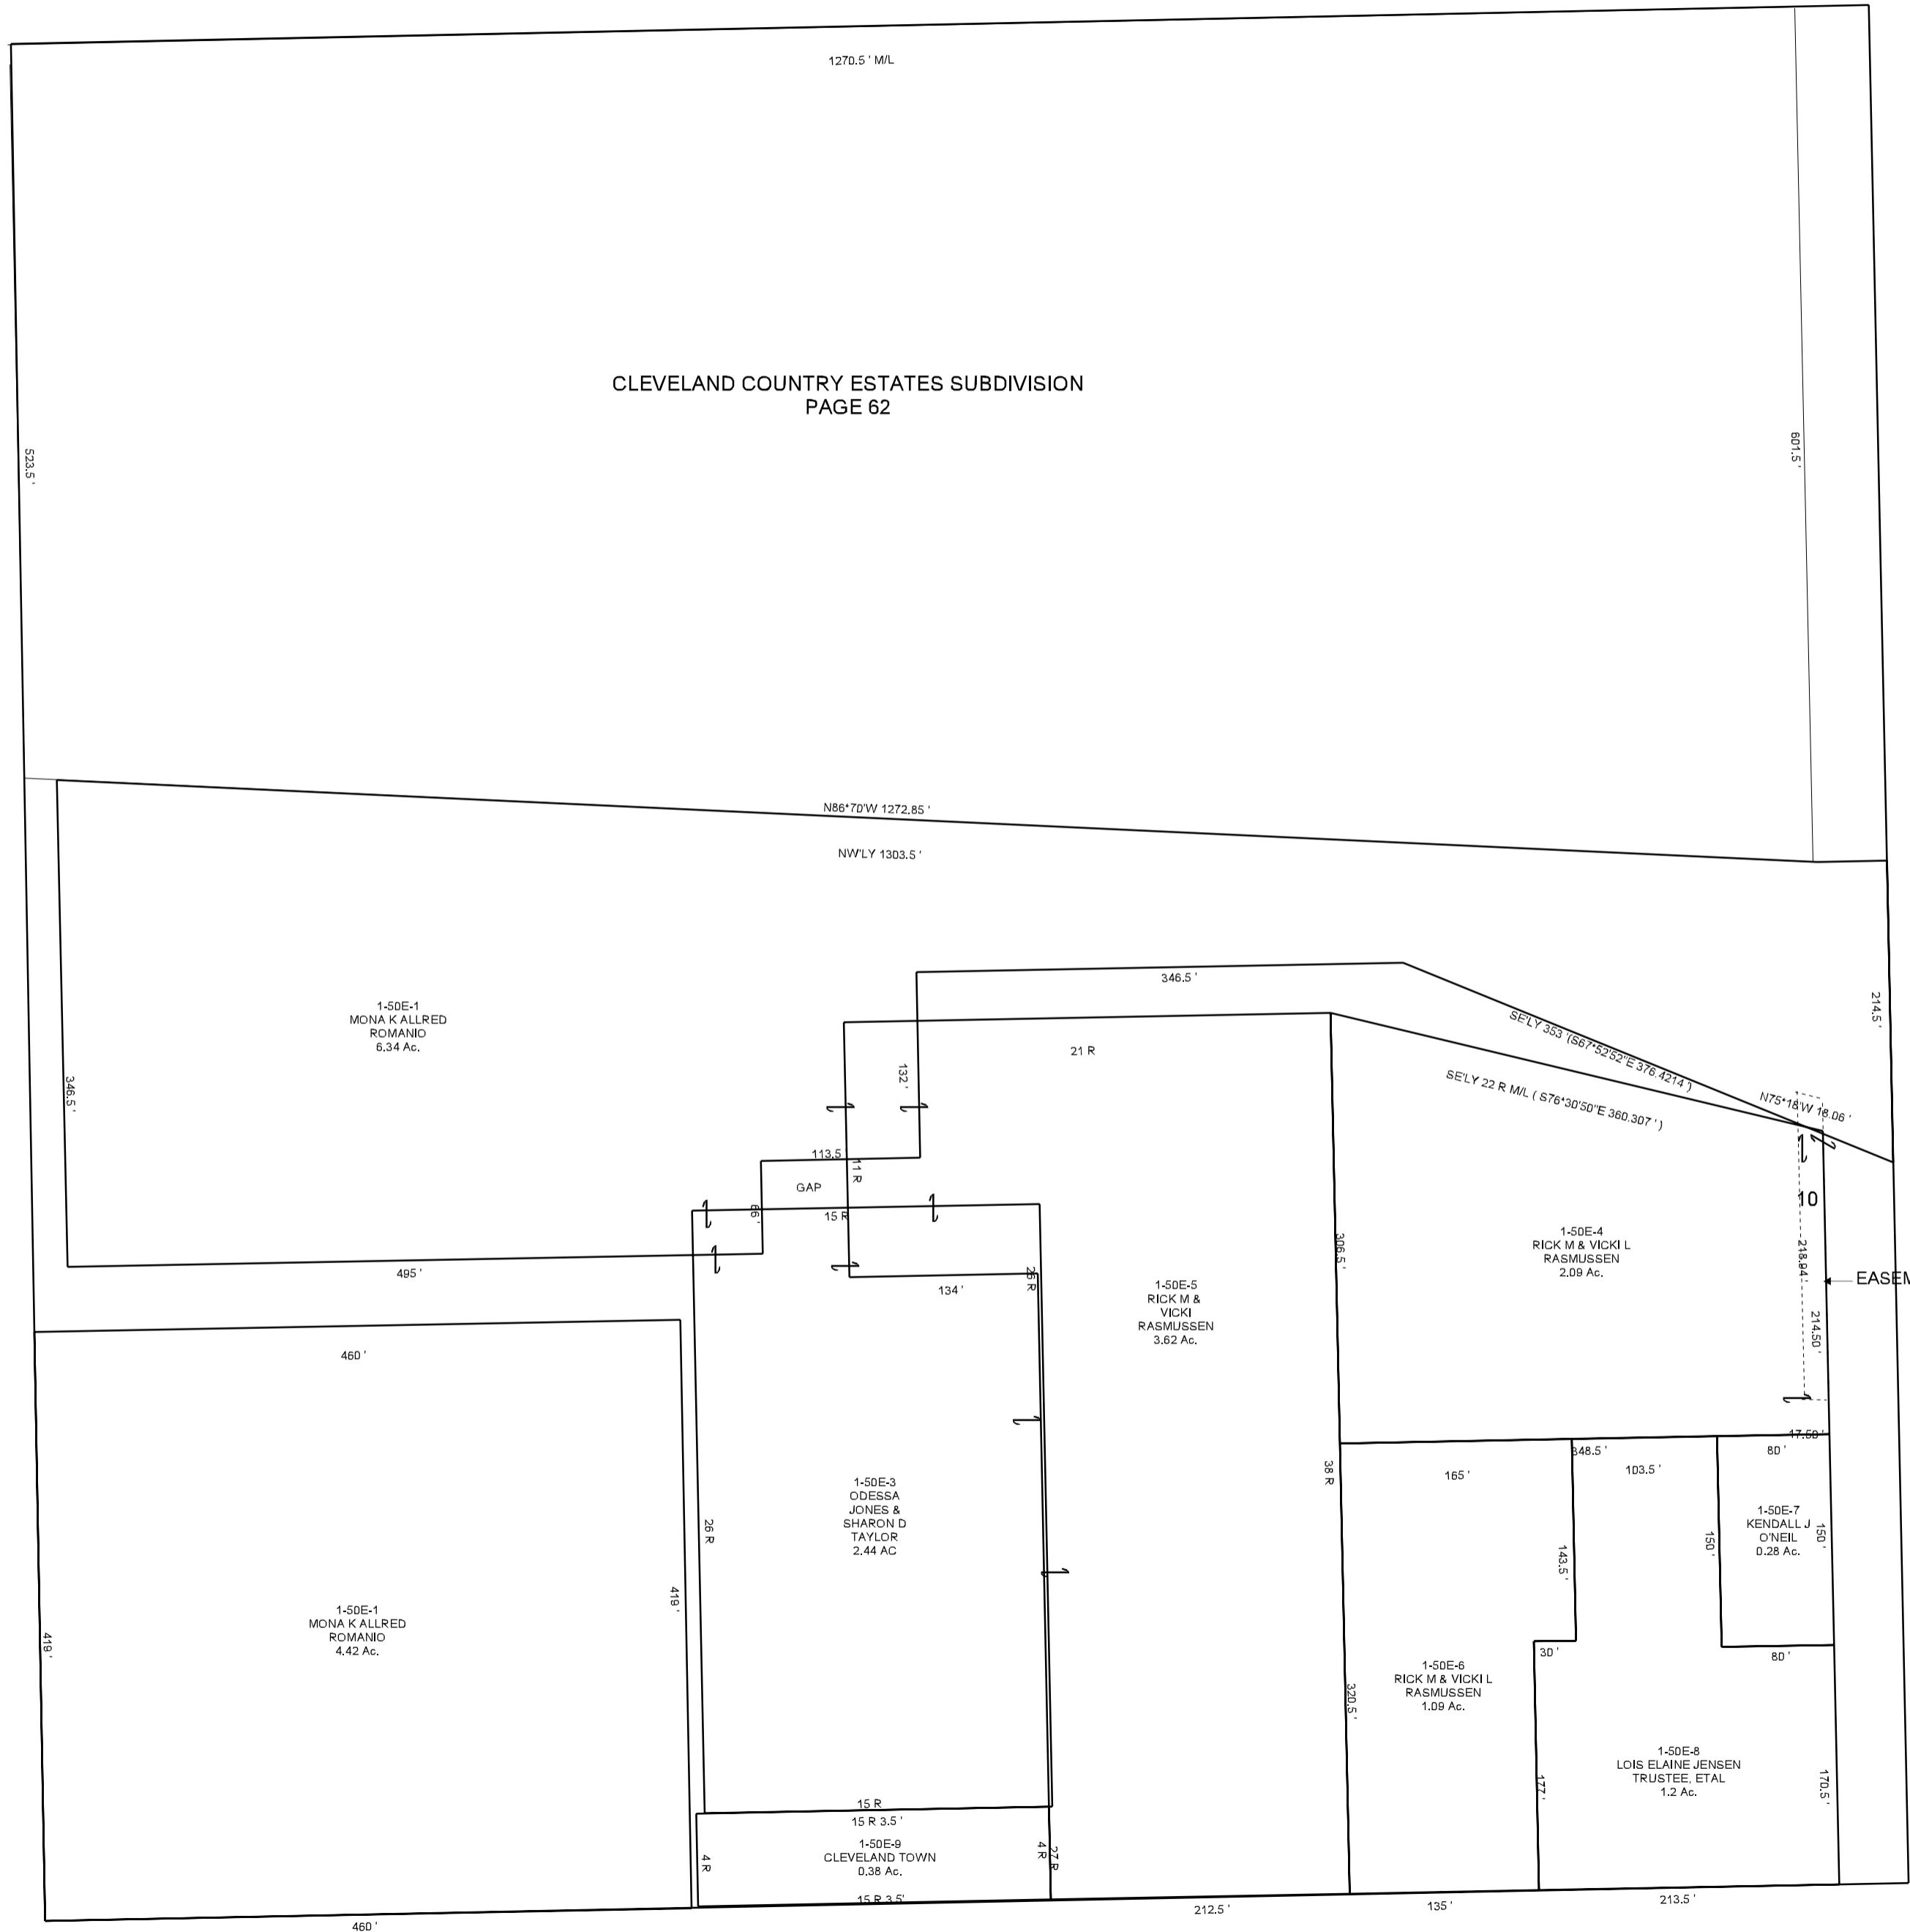 1270.5 ' M/L
CLEVELAND COUNTRY ESTATES SUBDIVISION
PAGE 62
523.5 '
601.5 '
N86*70'W 1272.85 '
NW'LY 1303.5 '
346.5 '
214.5 '
SE'LY 353 '(S67*52'52"E 376.4214 ')
SE'LY 22 R M/L ( S76*30'50"E 360.307 ' )
N75*18'W 18.06 '
1-50E-1
MONA K ALLRED
ROMANIO
6.34 Ac.
346.5 '
21 R
132 '
113.5 '
11 R
GAP
66 '
15 R
495 '
134 '
26 R
306.5 '
1-50E-4
RICK M & VICKI L
RASMUSSEN
2.09 Ac.
10
218.94 '
214.50 '
1-50E-5
RICK M &
VICKI
RASMUSSEN
3.62 Ac.
460 '
17.50 '
348.5 '
80 '
165 '
103.5 '
38 R
1-50E-3
ODESSA
JONES &
SHARON D
TAYLOR
2.44 AC
26 R
1-50E-7
KENDALL J
O'NEIL
0.28 Ac.
150 '
150 '
143.5 '
419 '
1-50E-1
MONA K ALLRED
ROMANIO
4.42 Ac.
419 '
30 '
80 '
1-50E-6
RICK M & VICKI L
RASMUSSEN
1.09 Ac.
320.5 '
1-50E-8
LOIS ELAINE JENSEN
TRUSTEE, ETAL
1.2 Ac.
177 '
170.5 '
15 R
15 R 3.5 '
1-50E-9
CLEVELAND TOWN
0.38 Ac.
4 R
4 R
27 R
15 R 3.5'
460 '
212.5 '
135 '
213.5 '